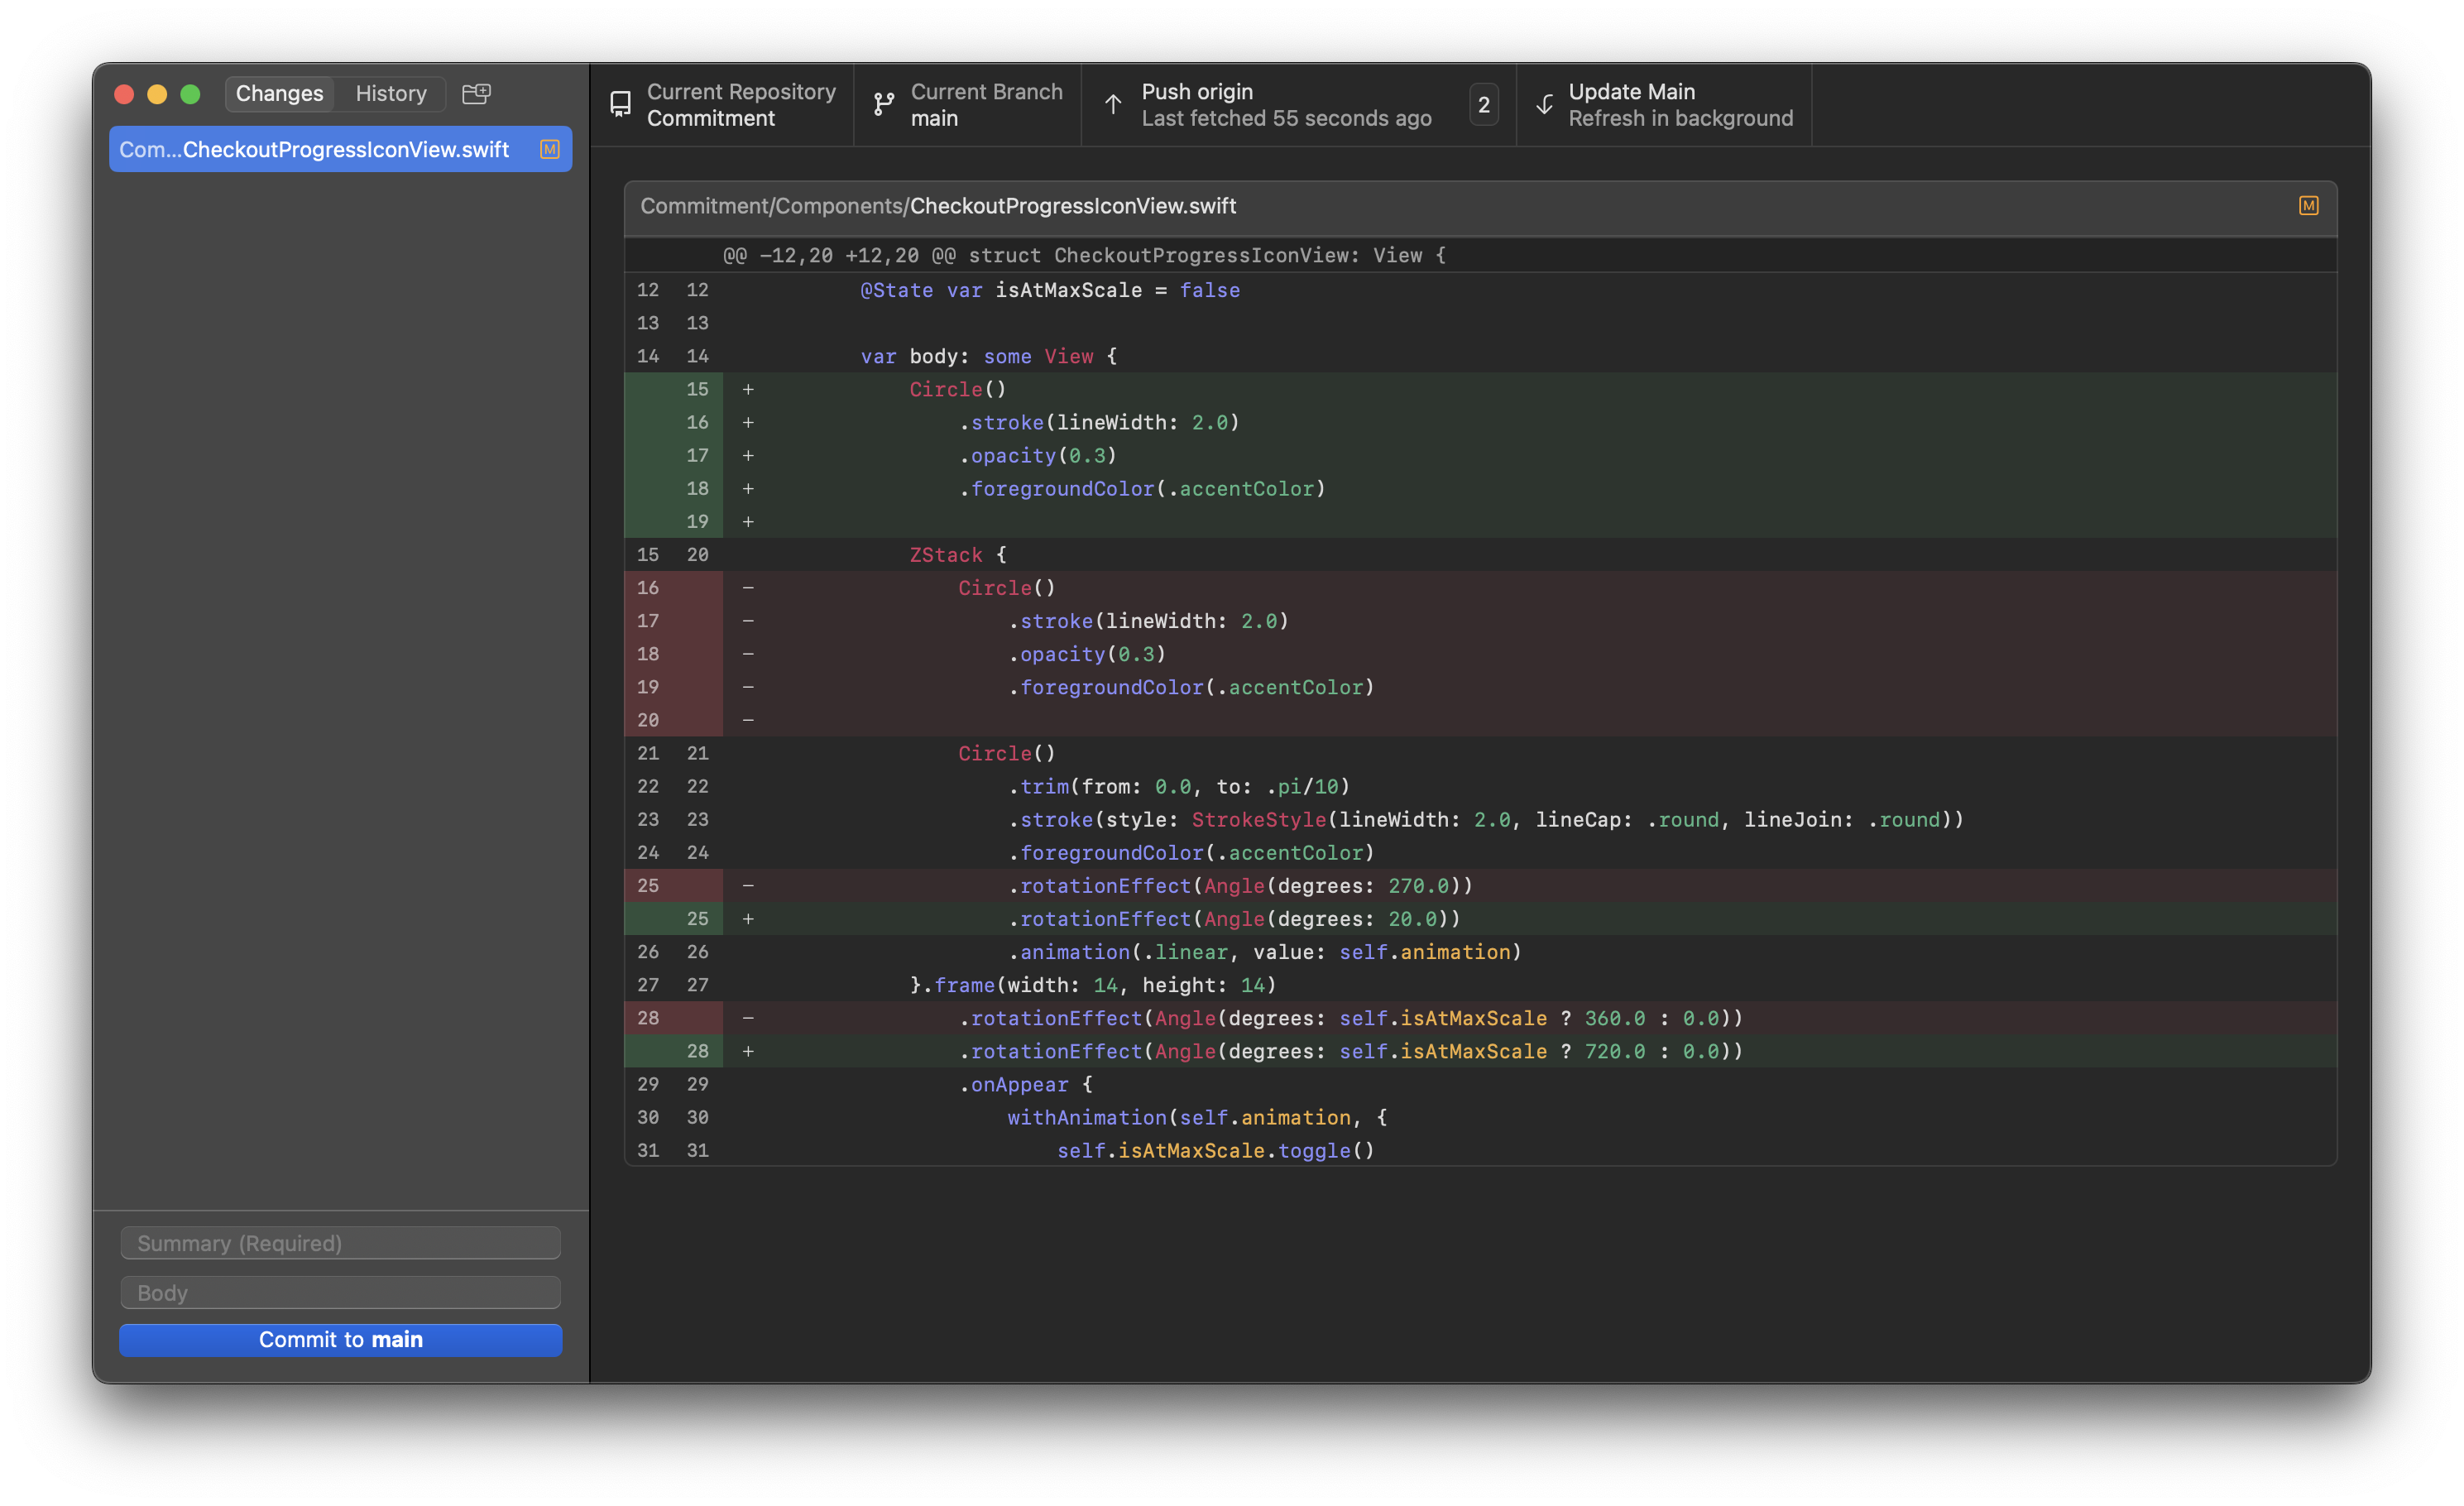 Changes History
Com...CheckoutProgressIconView.swift M
Summary (Required)
Body
Commit to main
Current Repository
Commitment
Current Branch
main
Push origin
Last fetched 55 seconds ago
2
Update Main
Refresh in background
Commitment/Components/CheckoutProgressIconView.swift M
@@ -12,20 +12,20 @@ struct CheckoutProgressIconView: View {
12 12 @State var isAtMaxScale = false
13 13
14 14 var body: some View {
15 + Circle()
16 + .stroke(lineWidth: 2.0)
17 + .opacity(0.3)
18 + .foregroundColor(.accentColor)
19 +
15 20 ZStack {
16 - Circle()
17 - .stroke(lineWidth: 2.0)
18 - .opacity(0.3)
19 - .foregroundColor(.accentColor)
20 -
21 21 Circle()
22 22 .trim(from: 0.0, to: .pi/10)
23 23 .stroke(style: StrokeStyle(lineWidth: 2.0, lineCap: .round, lineJoin: .round))
24 24 .foregroundColor(.accentColor)
25 - .rotationEffect(Angle(degrees: 270.0))
25 + .rotationEffect(Angle(degrees: 20.0))
26 26 .animation(.linear, value: self.animation)
27 27 }.frame(width: 14, height: 14)
28 - .rotationEffect(Angle(degrees: self.isAtMaxScale ? 360.0 : 0.0))
28 + .rotationEffect(Angle(degrees: self.isAtMaxScale ? 720.0 : 0.0))
29 29 .onAppear {
30 30 withAnimation(self.animation, {
31 31 self.isAtMaxScale.toggle()